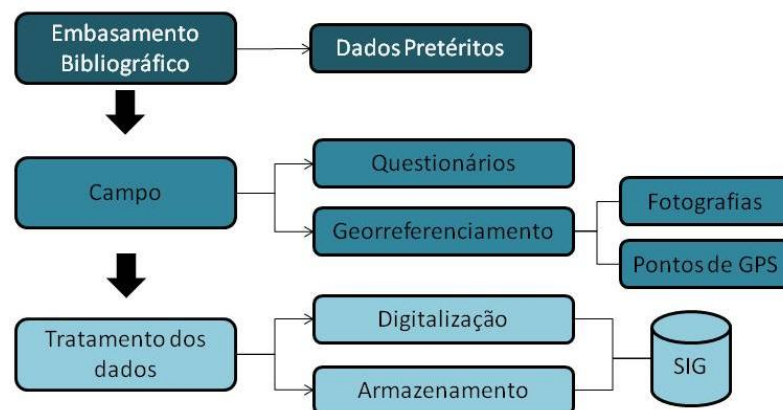 Embasamento
Bibliográfico
Dados Pretéritos
Campo
Questionários
Georreferenciamento
Fotografias
Pontos de GPS
Tratamento dos
dados
Digitalização
Armazenamento
SIG